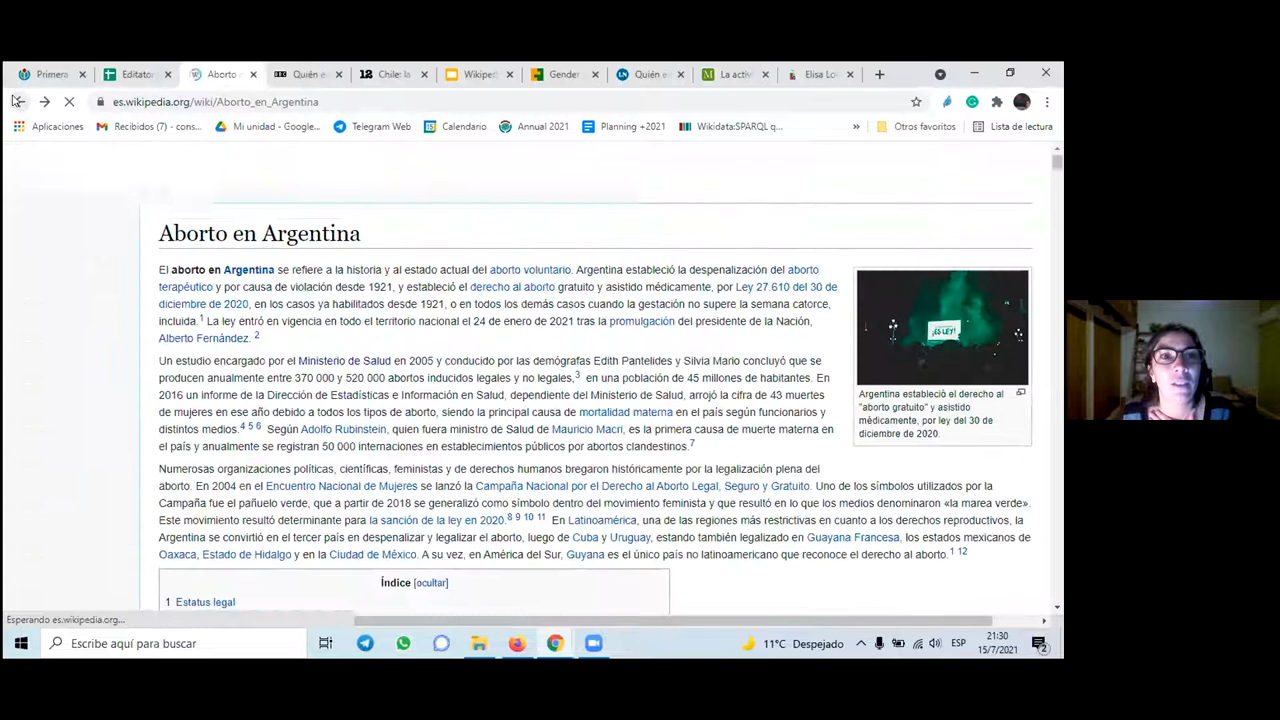 Primera
Editator
Aborto
BBC Quién e
12 Chile: la
Wikiped
Gender
LN Quién e
M La activ
Elisa Lo
es.wikipedia.org/wiki/Aborto_en_Argentina
Aplicaciones
Recibidos (7) - cons...
Mi unidad - Google...
Telegram Web
Calendario
Annual 2021
Planning +2021
Wikidata:SPARQL q...
»
Otros favoritos
Lista de lectura
Aborto en Argentina
El aborto en Argentina se refiere a la historia y al estado actual del aborto voluntario. Argentina estableció la despenalización del aborto
terapéutico y por causa de violación desde 1921, y estableció el derecho al aborto gratuito y asistido médicamente, por Ley 27.610 del 30 de
diciembre de 2020, en los casos ya habilitados desde 1921, o en todos los demás casos cuando la gestación no supere la semana catorce,
incluida.1 La ley entró en vigencia en todo el territorio nacional el 24 de enero de 2021 tras la promulgación del presidente de la Nación,
Alberto Fernández. 2
Un estudio encargado por el Ministerio de Salud en 2005 y conducido por las demógrafas Edith Pantelides y Silvia Mario concluyó que se
producen anualmente entre 370 000 y 520 000 abortos inducidos legales y no legales,3 en una población de 45 millones de habitantes. En
2016 un informe de la Dirección de Estadísticas e Información en Salud, dependiente del Ministerio de Salud, arrojó la cifra de 43 muertes
de mujeres en ese año debido a todos los tipos de aborto, siendo la principal causa de mortalidad materna en el país según funcionarios y
distintos medios.4 5 6 Según Adolfo Rubinstein, quien fuera ministro de Salud de Mauricio Macri, es la primera causa de muerte materna en
el país y anualmente se registran 50 000 internaciones en establecimientos públicos por abortos clandestinos.7
Numerosas organizaciones políticas, científicas, feministas y de derechos humanos bregaron históricamente por la legalización plena del
aborto. En 2004 en el Encuentro Nacional de Mujeres se lanzó la Campaña Nacional por el Derecho al Aborto Legal, Seguro y Gratuito. Uno de los símbolos utilizados por la
Campaña fue el pañuelo verde, que a partir de 2018 se generalizó como símbolo dentro del movimiento feminista y que resultó en lo que los medios denominaron «la marea verde».
Este movimiento resultó determinante para la sanción de la ley en 2020.8 9 10 11 En Latinoamérica, una de las regiones más restrictivas en cuanto a los derechos reproductivos, la
Argentina se convirtió en el tercer país en despenalizar y legalizar el aborto, luego de Cuba y Uruguay, estando también legalizado en Guayana Francesa, los estados mexicanos de
Oaxaca, Estado de Hidalgo y en la Ciudad de México. A su vez, en América del Sur, Guyana es el único país no latinoamericano que reconoce el derecho al aborto.1 12
¡ES LEY!
Argentina estableció el derecho al
"aborto gratuito" y asistido
médicamente, por ley del 30 de
diciembre de 2020.
Índice [ocultar]
1 Estatus legal
Esperando es.wikipedia.org...
Escribe aquí para buscar
11°C Despejado
ESP
21:30
15/7/2021
2